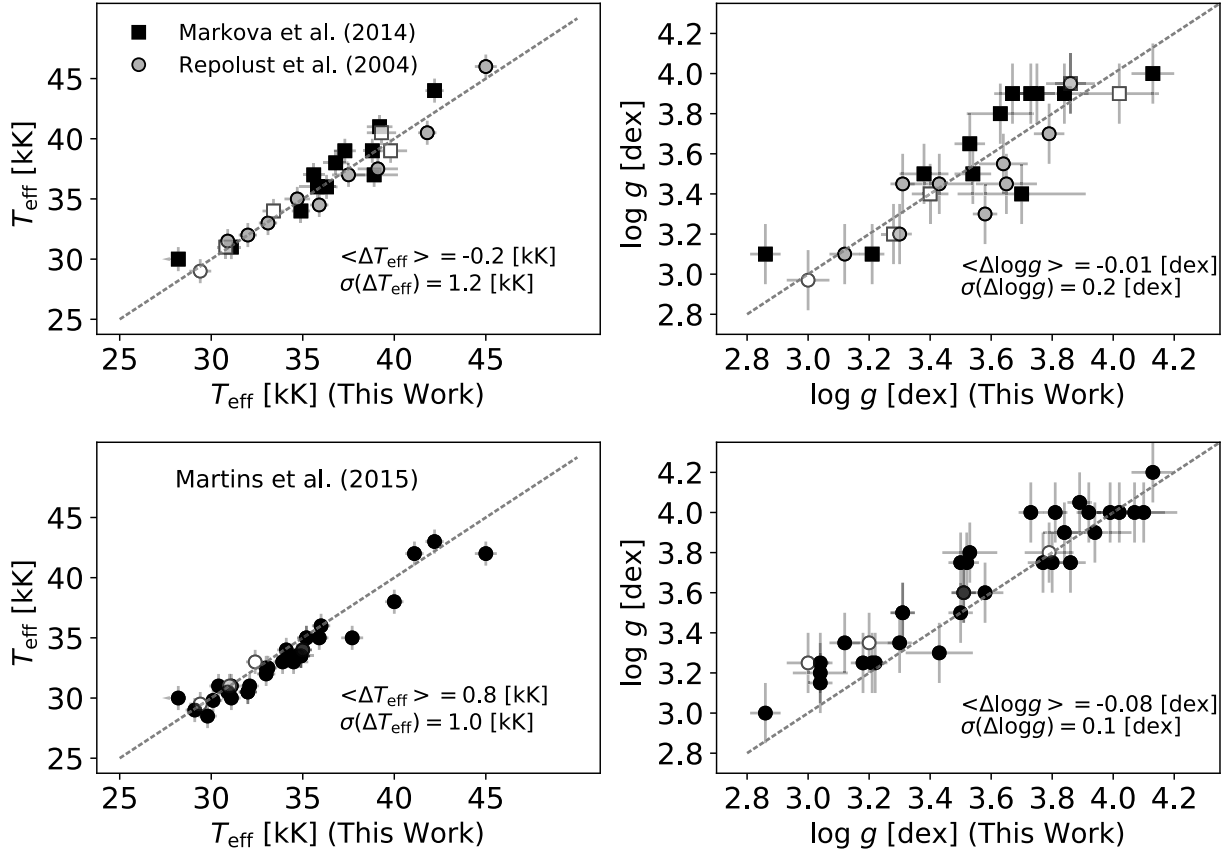 Markova et al. (2014)
Repolust et al. (2004)
45
40
35
30
25
T_eff [kK]
<ΔT_eff> = -0.2 [kK]
σ(ΔT_eff) = 1.2 [kK]
25 30 35 40 45
T_eff [kK] (This Work)
4.2
4.0
3.8
3.6
3.4
3.2
3.0
2.8
log g [dex]
<Δlogg> = -0.01 [dex]
σ(Δlogg) = 0.2 [dex]
2.8 3.0 3.2 3.4 3.6 3.8 4.0 4.2
log g [dex] (This Work)
Martins et al. (2015)
45
40
35
30
25
T_eff [kK]
<ΔT_eff> = 0.8 [kK]
σ(ΔT_eff) = 1.0 [kK]
25 30 35 40 45
T_eff [kK] (This Work)
4.2
4.0
3.8
3.6
3.4
3.2
3.0
2.8
log g [dex]
<Δlogg> = -0.08 [dex]
σ(Δlogg) = 0.1 [dex]
2.8 3.0 3.2 3.4 3.6 3.8 4.0 4.2
log g [dex] (This Work)